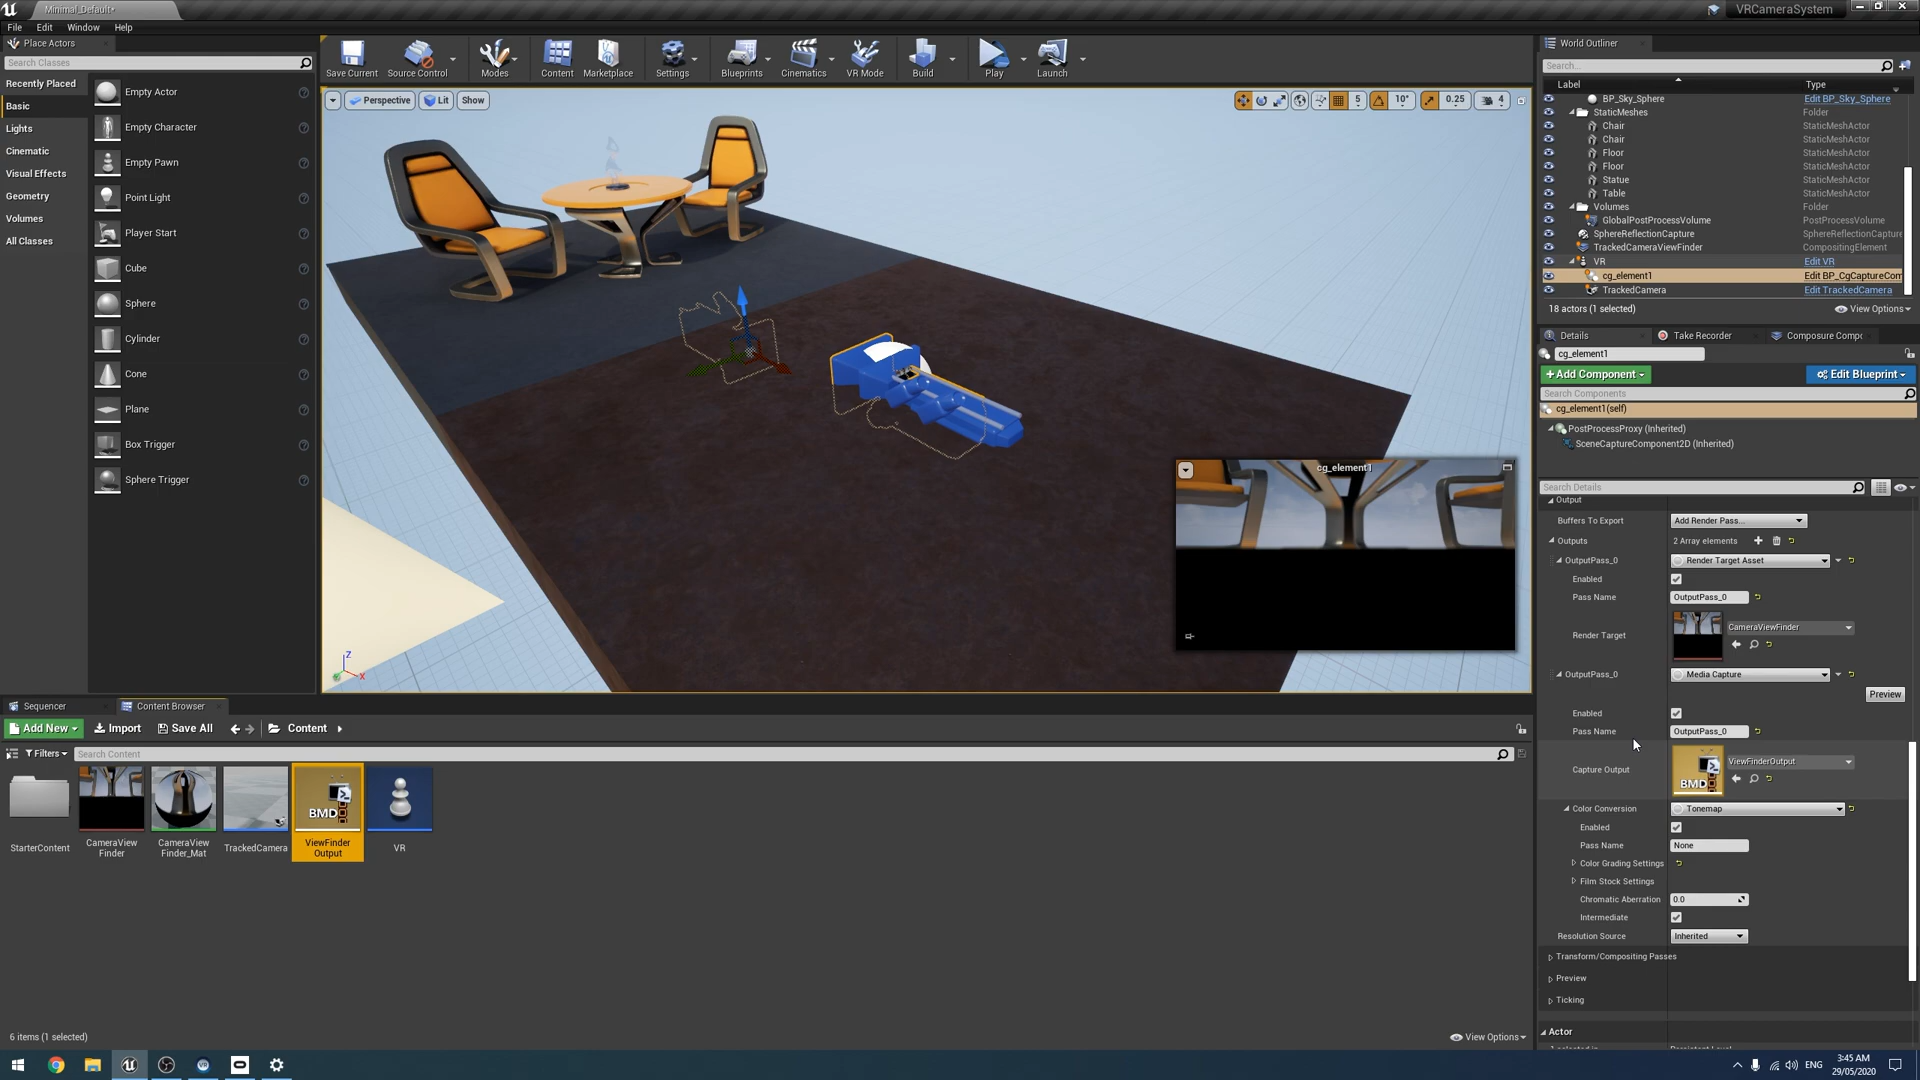 Minimal_Default*
VRCameraSystem
File Edit Window Help
Place Actors
Search Classes
Recently Placed
Basic
Lights
Cinematic
Visual Effects
Geometry
Volumes
All Classes
Empty Actor
Empty Character
Empty Pawn
Point Light
Player Start
Cube
Sphere
Cylinder
Cone
Plane
Box Trigger
Sphere Trigger
Save Current Source Control Modes Content Marketplace Settings Blueprints Cinematics VR Mode Build Play Launch
Perspective Lit Show
5 10° 0.25 4
cg_element1
Z
X
World Outliner
Search...
Label Type
BP_Sky_Sphere Edit BP_Sky_Sphere
StaticMeshes Folder
Chair StaticMeshActor
Chair StaticMeshActor
Floor StaticMeshActor
Floor StaticMeshActor
Statue StaticMeshActor
Table StaticMeshActor
Volumes Folder
GlobalPostProcessVolume PostProcessVolume
SphereReflectionCapture SphereReflectionCapture
TrackedCameraViewFinder CompositingElement
VR Edit VR
cg_element1 Edit BP_CgCaptureCom
TrackedCamera Edit TrackedCamera
18 actors (1 selected) View Options
Details Take Recorder Composure Compo
cg_element1
+Add Component Edit Blueprint
Search Components
cg_element1(self)
PostProcessProxy (Inherited)
SceneCaptureComponent2D (Inherited)
Search Details
Output
Buffers To Export Add Render Pass...
Outputs 2 Array elements
OutputPass_0 Render Target Asset
Enabled
Pass Name OutputPass_0
Render Target CameraViewFinder
OutputPass_0 Media Capture
Preview
Enabled
Pass Name OutputPass_0
Capture Output BMD ViewFinderOutput
Color Conversion Tonemap
Enabled
Pass Name None
Color Grading Settings
Film Stock Settings
Chromatic Aberration 0.0
Intermediate
Resolution Source Inherited
Transform/Compositing Passes
Preview
Ticking
Actor
Sequencer Content Browser
Add New Import Save All Content
Filters Search Content
BMD
StarterContent
CameraView
Finder
CameraView
Finder_Mat
TrackedCamera
ViewFinder
Output
VR
6 items (1 selected) View Options
ENG
3:45 AM
29/05/2020